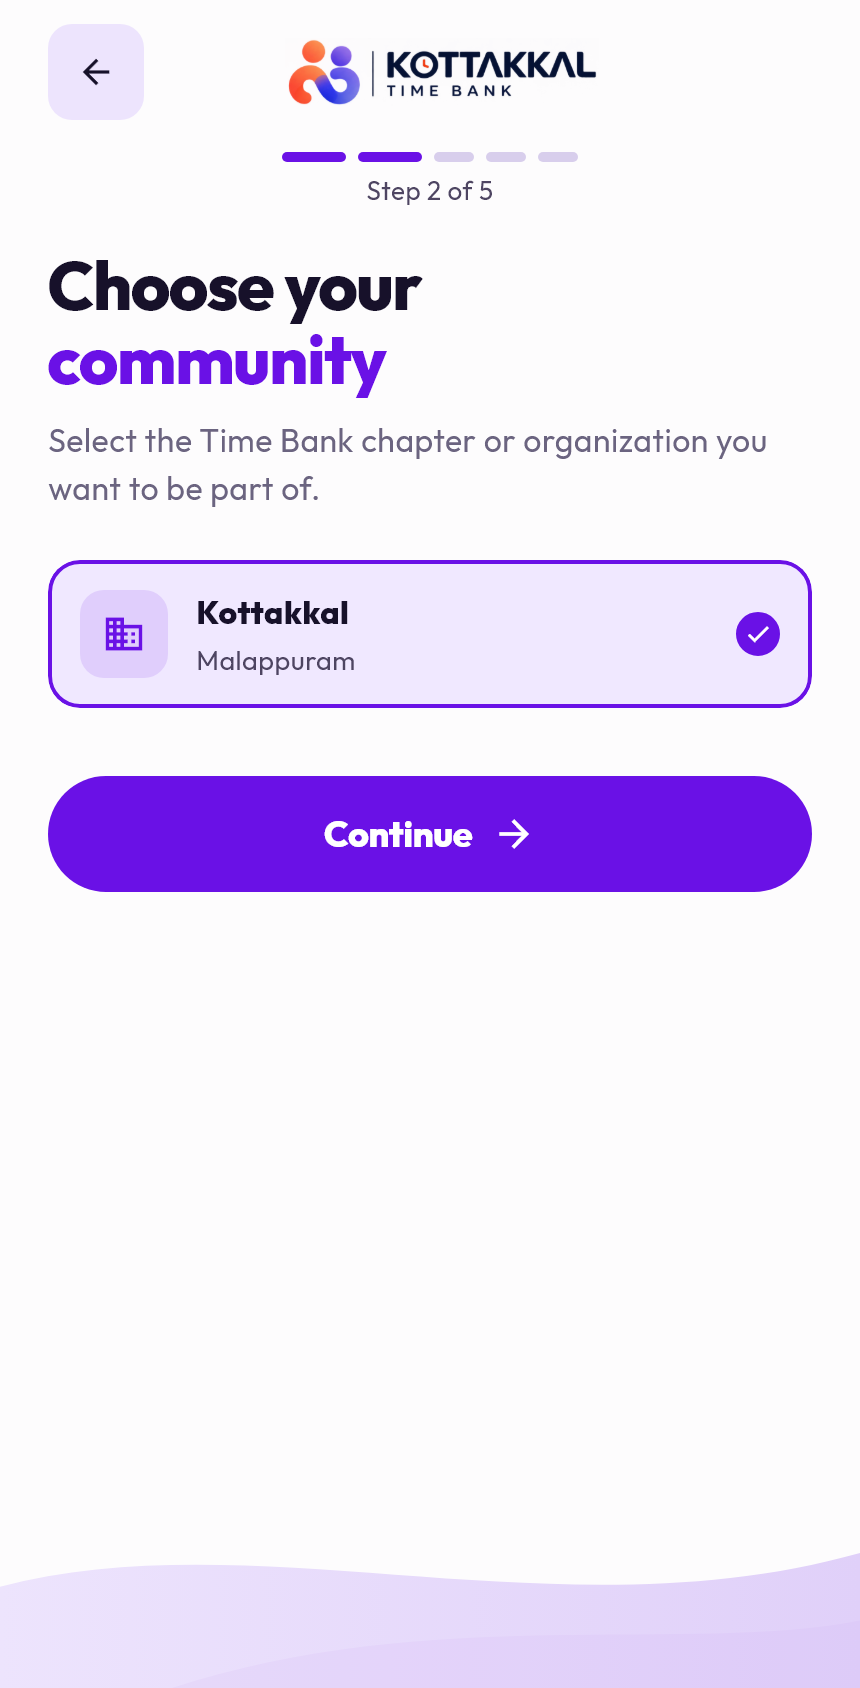 KOTTAKKAL
TIME BANK
Step 2 of 5
Choose your
community
Select the Time Bank chapter or organization you
want to be part of.
Kottakkal
Malappuram
Continue